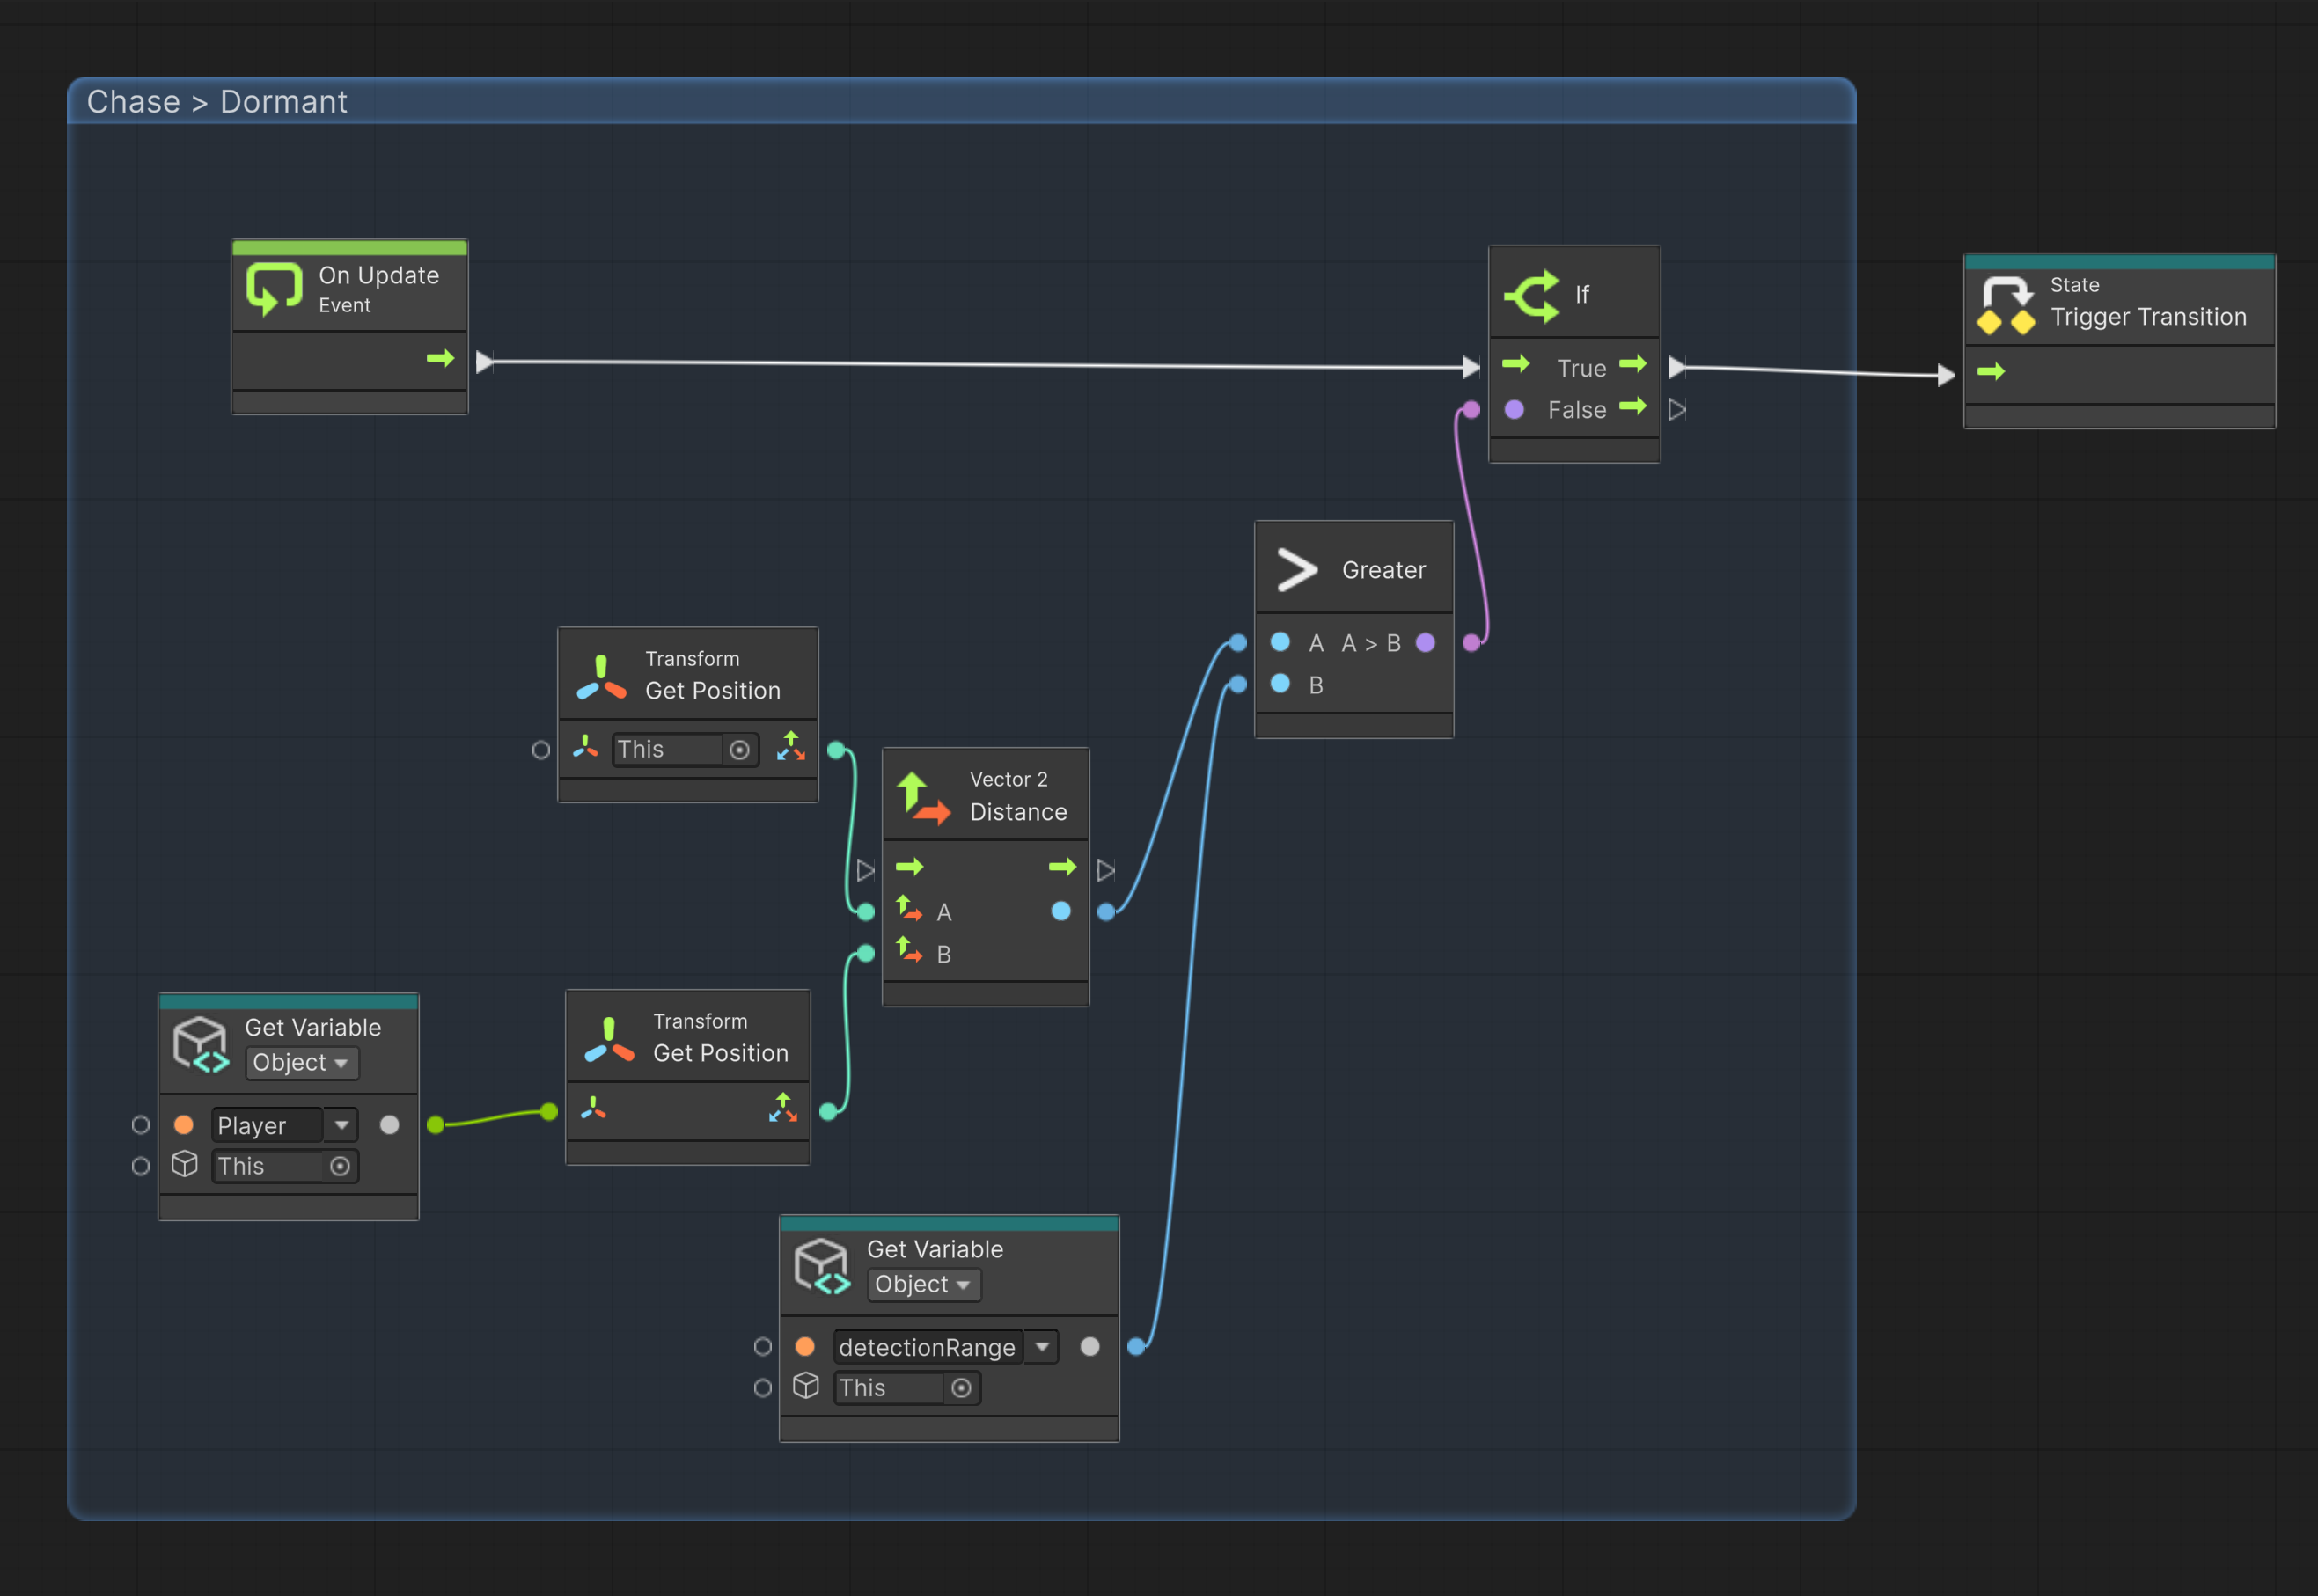 Chase > Dormant
On Update
Event
If
True
False
State
Trigger Transition
Greater
A A > B
B
Transform
Get Position
This
Vector 2
Distance
A
B
Get Variable
Object
Player
This
Transform
Get Position
Get Variable
Object
detectionRange
This